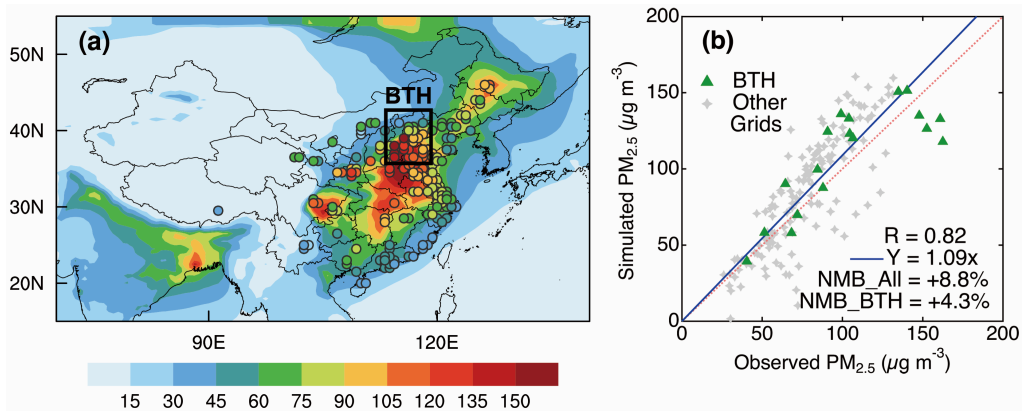 (a)
50N
40N
30N
20N
BTH
90E
120E
15 30 45 60 75 90 105 120 135 150
(b)
200
150
100
50
0
BTH
Other
Grids
R = 0.82
Y = 1.09x
NMB_All = +8.8%
NMB_BTH = +4.3%
0 50 100 150 200
Simulated PM2.5 (µg m-3)
Observed PM2.5 (µg m-3)